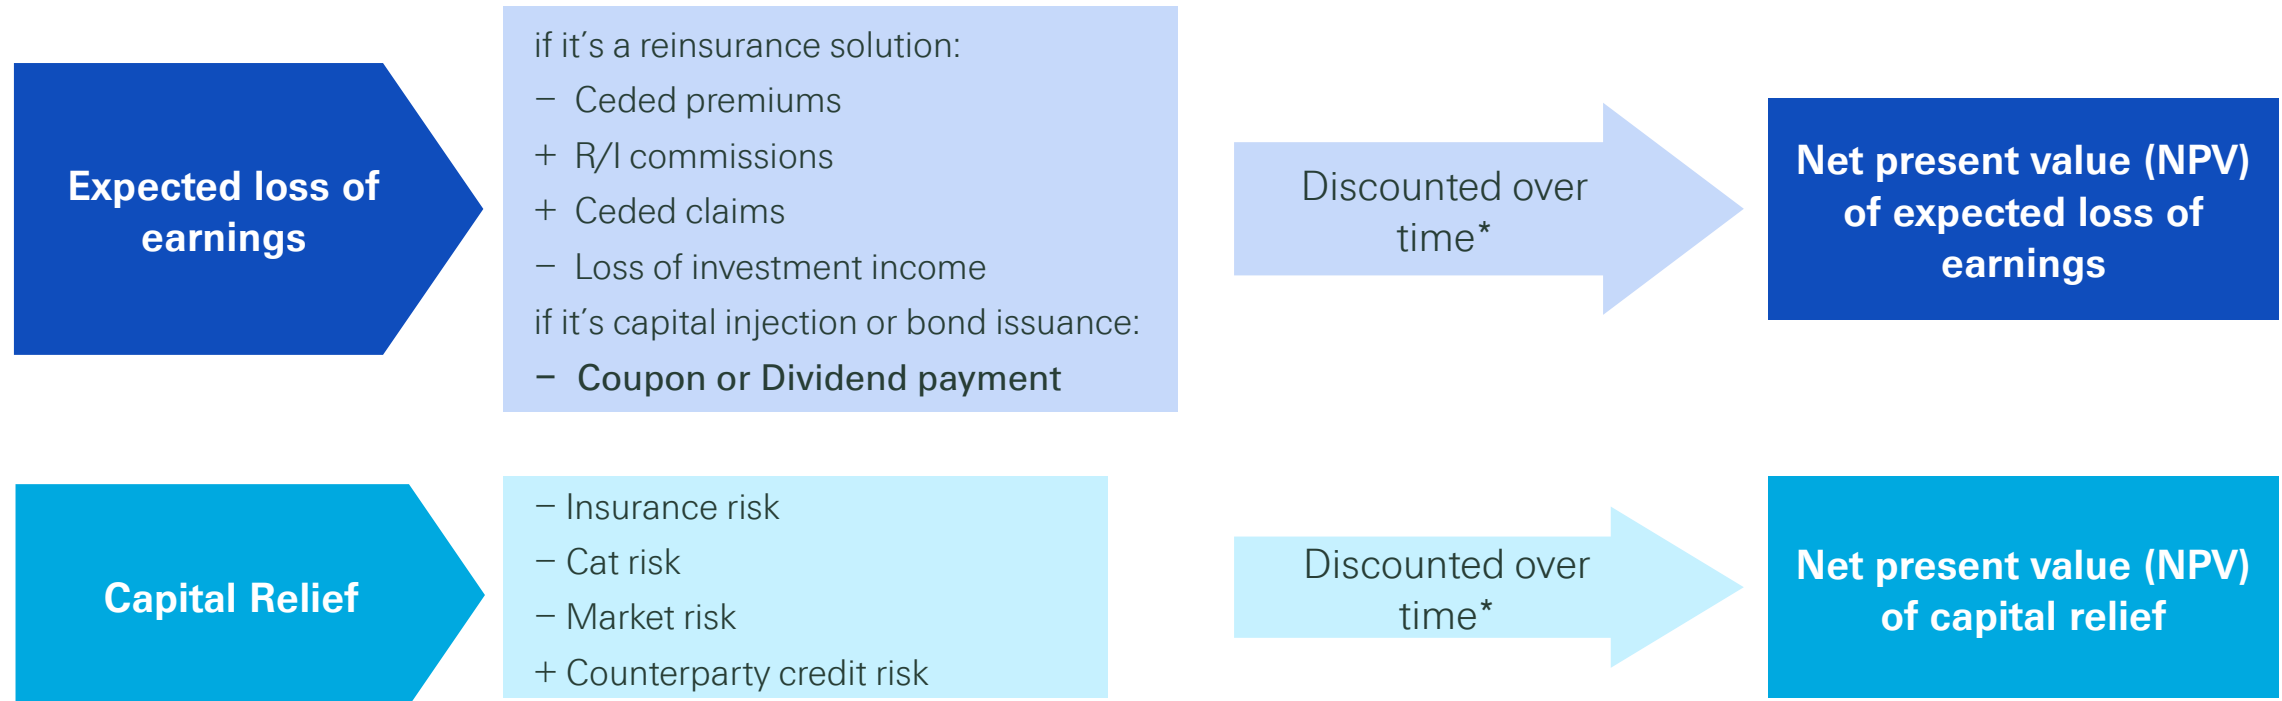 Expected loss of
earnings
if it´s a reinsurance solution:
– Ceded premiums
+ R/I commissions
+ Ceded claims
– Loss of investment income
if it´s capital injection or bond issuance:
– Coupon or Dividend payment
Discounted over
time*
Net present value (NPV)
of expected loss of
earnings
Capital Relief
– Insurance risk
– Cat risk
– Market risk
+ Counterparty credit risk
Discounted over
time*
Net present value (NPV)
of capital relief